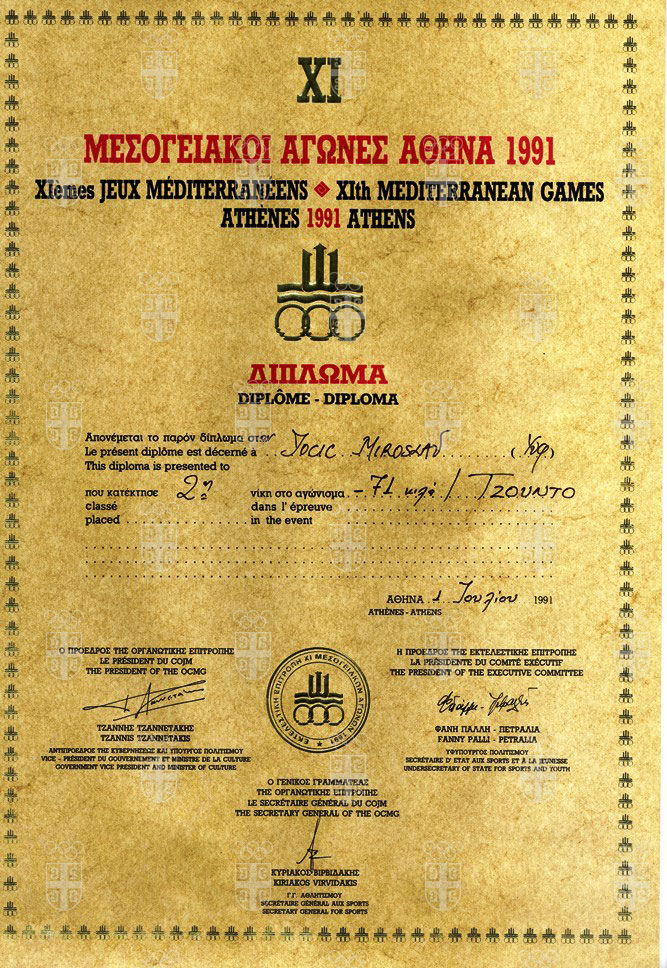 XI
ΜΕΣΟΓΕΙΑΚΟΙ ΑΓΩΝΕΣ ΑΘΗΝΑ 1991
XIèmes JEUX MÉDITERRANÉENS ◆ XIth MEDITERRANEAN GAMES
ATHÈNES 1991 ATHENS
ΔΙΠΛΩΜΑ
DIPLÔME - DIPLOMA
Απονέμεται το παρόν δίπλωμα στον
Le présent diplôme est décerné à JOCIC MIROSLAV
This diploma is presented to
που κατέκτησε 2η νίκη στο αγώνισμα -71 κιλά / ΤΖΟΥΝΤΟ
classé dans l'épreuve
placed in the event
ΑΘΗΝΑ 1 Ιουλίου 1991
ATHÈNES - ATHENS
Ο ΠΡΟΕΔΡΟΣ ΤΗΣ ΟΡΓΑΝΩΤΙΚΗΣ ΕΠΙΤΡΟΠΗΣ
LE PRÉSIDENT DU COJM
THE PRESIDENT OF THE OCMG
ΤΖΑΝΝΗΣ ΤΖΑΝΝΕΤΑΚΗΣ
TZANNIS TZANNETAKIS
ΑΝΤΙΠΡΟΕΔΡΟΣ ΤΗΣ ΚΥΒΕΡΝΗΣΕΩΣ ΚΑΙ ΥΠΟΥΡΓΟΣ ΠΟΛΙΤΙΣΜΟΥ
VICE - PRÉSIDENT DU GOUVERNEMENT ET MINISTRE DE LA CULTURE
GOVERNMENT VICE PRESIDENT AND MINISTER OF CULTURE
ΕΚΤΕΛΕΣΤΙΚΗ ΕΠΙΤΡΟΠΗ XI ΜΕΣΟΓΕΙΑΚΩΝ ΑΓΩΝΩΝ 1991
Η ΠΡΟΕΔΡΟΣ ΤΗΣ ΕΚΤΕΛΕΣΤΙΚΗΣ ΕΠΙΤΡΟΠΗΣ
LA PRÉSIDENTE DU COMITÉ EXÉCUTIF
THE PRESIDENT OF THE EXECUTIVE COMMITTEE
ΦΑΝΗ ΠΑΛΛΗ - ΠΕΤΡΑΛΙΑ
FANNY PALLI - PETRALIA
ΥΦΥΠΟΥΡΓΟΣ ΠΟΛΙΤΙΣΜΟΥ
SECRÉTAIRE D' ETAT AUX SPORTS ET À LA JEUNESSE
UNDERSECRETARY OF STATE FOR SPORTS AND YOUTH
Ο ΓΕΝΙΚΟΣ ΓΡΑΜΜΑΤΕΑΣ
ΤΗΣ ΟΡΓΑΝΩΤΙΚΗΣ ΕΠΙΤΡΟΠΗΣ
LE SECRÉTAIRE GÉNÉRAL DU COJM
THE SECRETARY GENERAL OF THE OCMG
ΚΥΡΙΑΚΟΣ ΒΙΡΒΙΔΑΚΗΣ
KIRIAKOS VIRVIDAKIS
Γ.Γ. ΑΘΛΗΤΙΣΜΟΥ
SECRÉTAIRE GÉNÉRAL AUX SPORTS
SECRETARY GENERAL FOR SPORTS